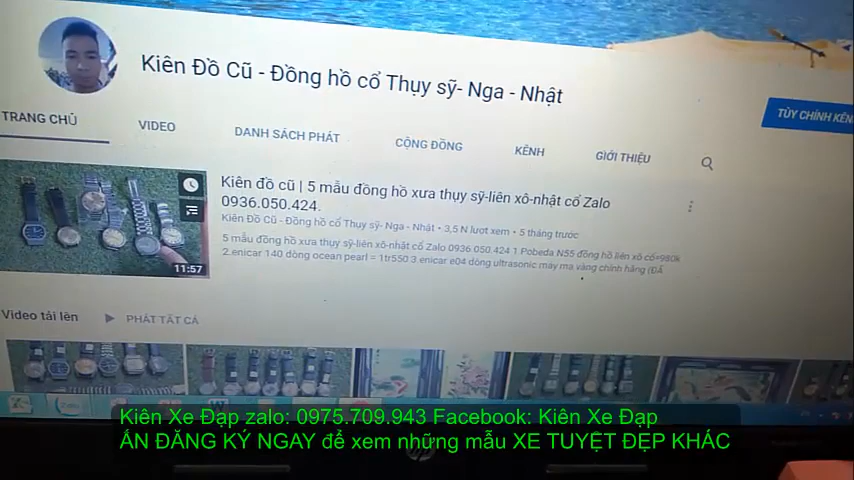 Kiên Đồ Cũ - Đồng hồ cổ Thụy sỹ- Nga - Nhật
TÙY CHỈNH KÊN
TRANG CHỦ
VIDEO
DANH SÁCH PHÁT
CỘNG ĐỒNG
KÊNH
GIỚI THIỆU
Kiên đồ cũ | 5 mẫu đồng hồ xưa thụy sỹ-liên xô-nhật cổ Zalo
0936.050.424.
Kiên Đồ Cũ - Đồng hồ cổ Thụy sỹ- Nga - Nhật • 3,5 N lượt xem • 5 tháng trước
5 mẫu đồng hồ xưa thụy sỹ-liên xô-nhật cổ Zalo 0936.050.424 1.Pobeda N55 đồng hồ liên xô cổ=980k
2.enicar 140 dòng ocean pearl = 1tr550 3.enicar e04 dòng ultrasonic máy mạ vàng chính hãng (ĐÃ
11:57
Video tải lên
PHÁT TẤT CẢ
Kiên Xe Đạp zalo: 0975.709.943 Facebook: Kiên Xe Đạp
ẤN ĐĂNG KÝ NGAY để xem những mẫu XE TUYỆT ĐẸP KHÁC